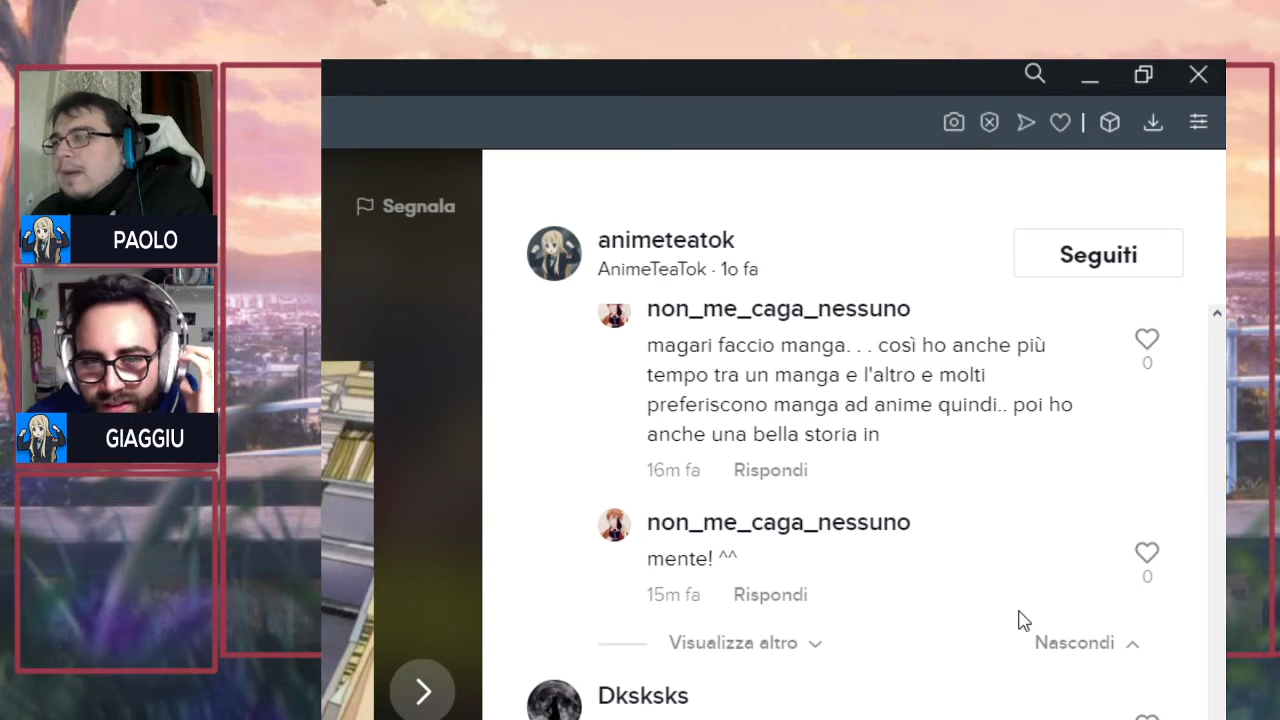 PAOLO
GIAGGIU
Segnala
animeteatok
AnimeTeaTok · 1o fa
Seguiti
non_me_caga_nessuno
magari faccio manga. . . così ho anche più
tempo tra un manga e l'altro e molti
preferiscono manga ad anime quindi.. poi ho
anche una bella storia in
0
16m fa Rispondi
non_me_caga_nessuno
mente! ^^
0
15m fa Rispondi
Visualizza altro
Nascondi
Dksksks